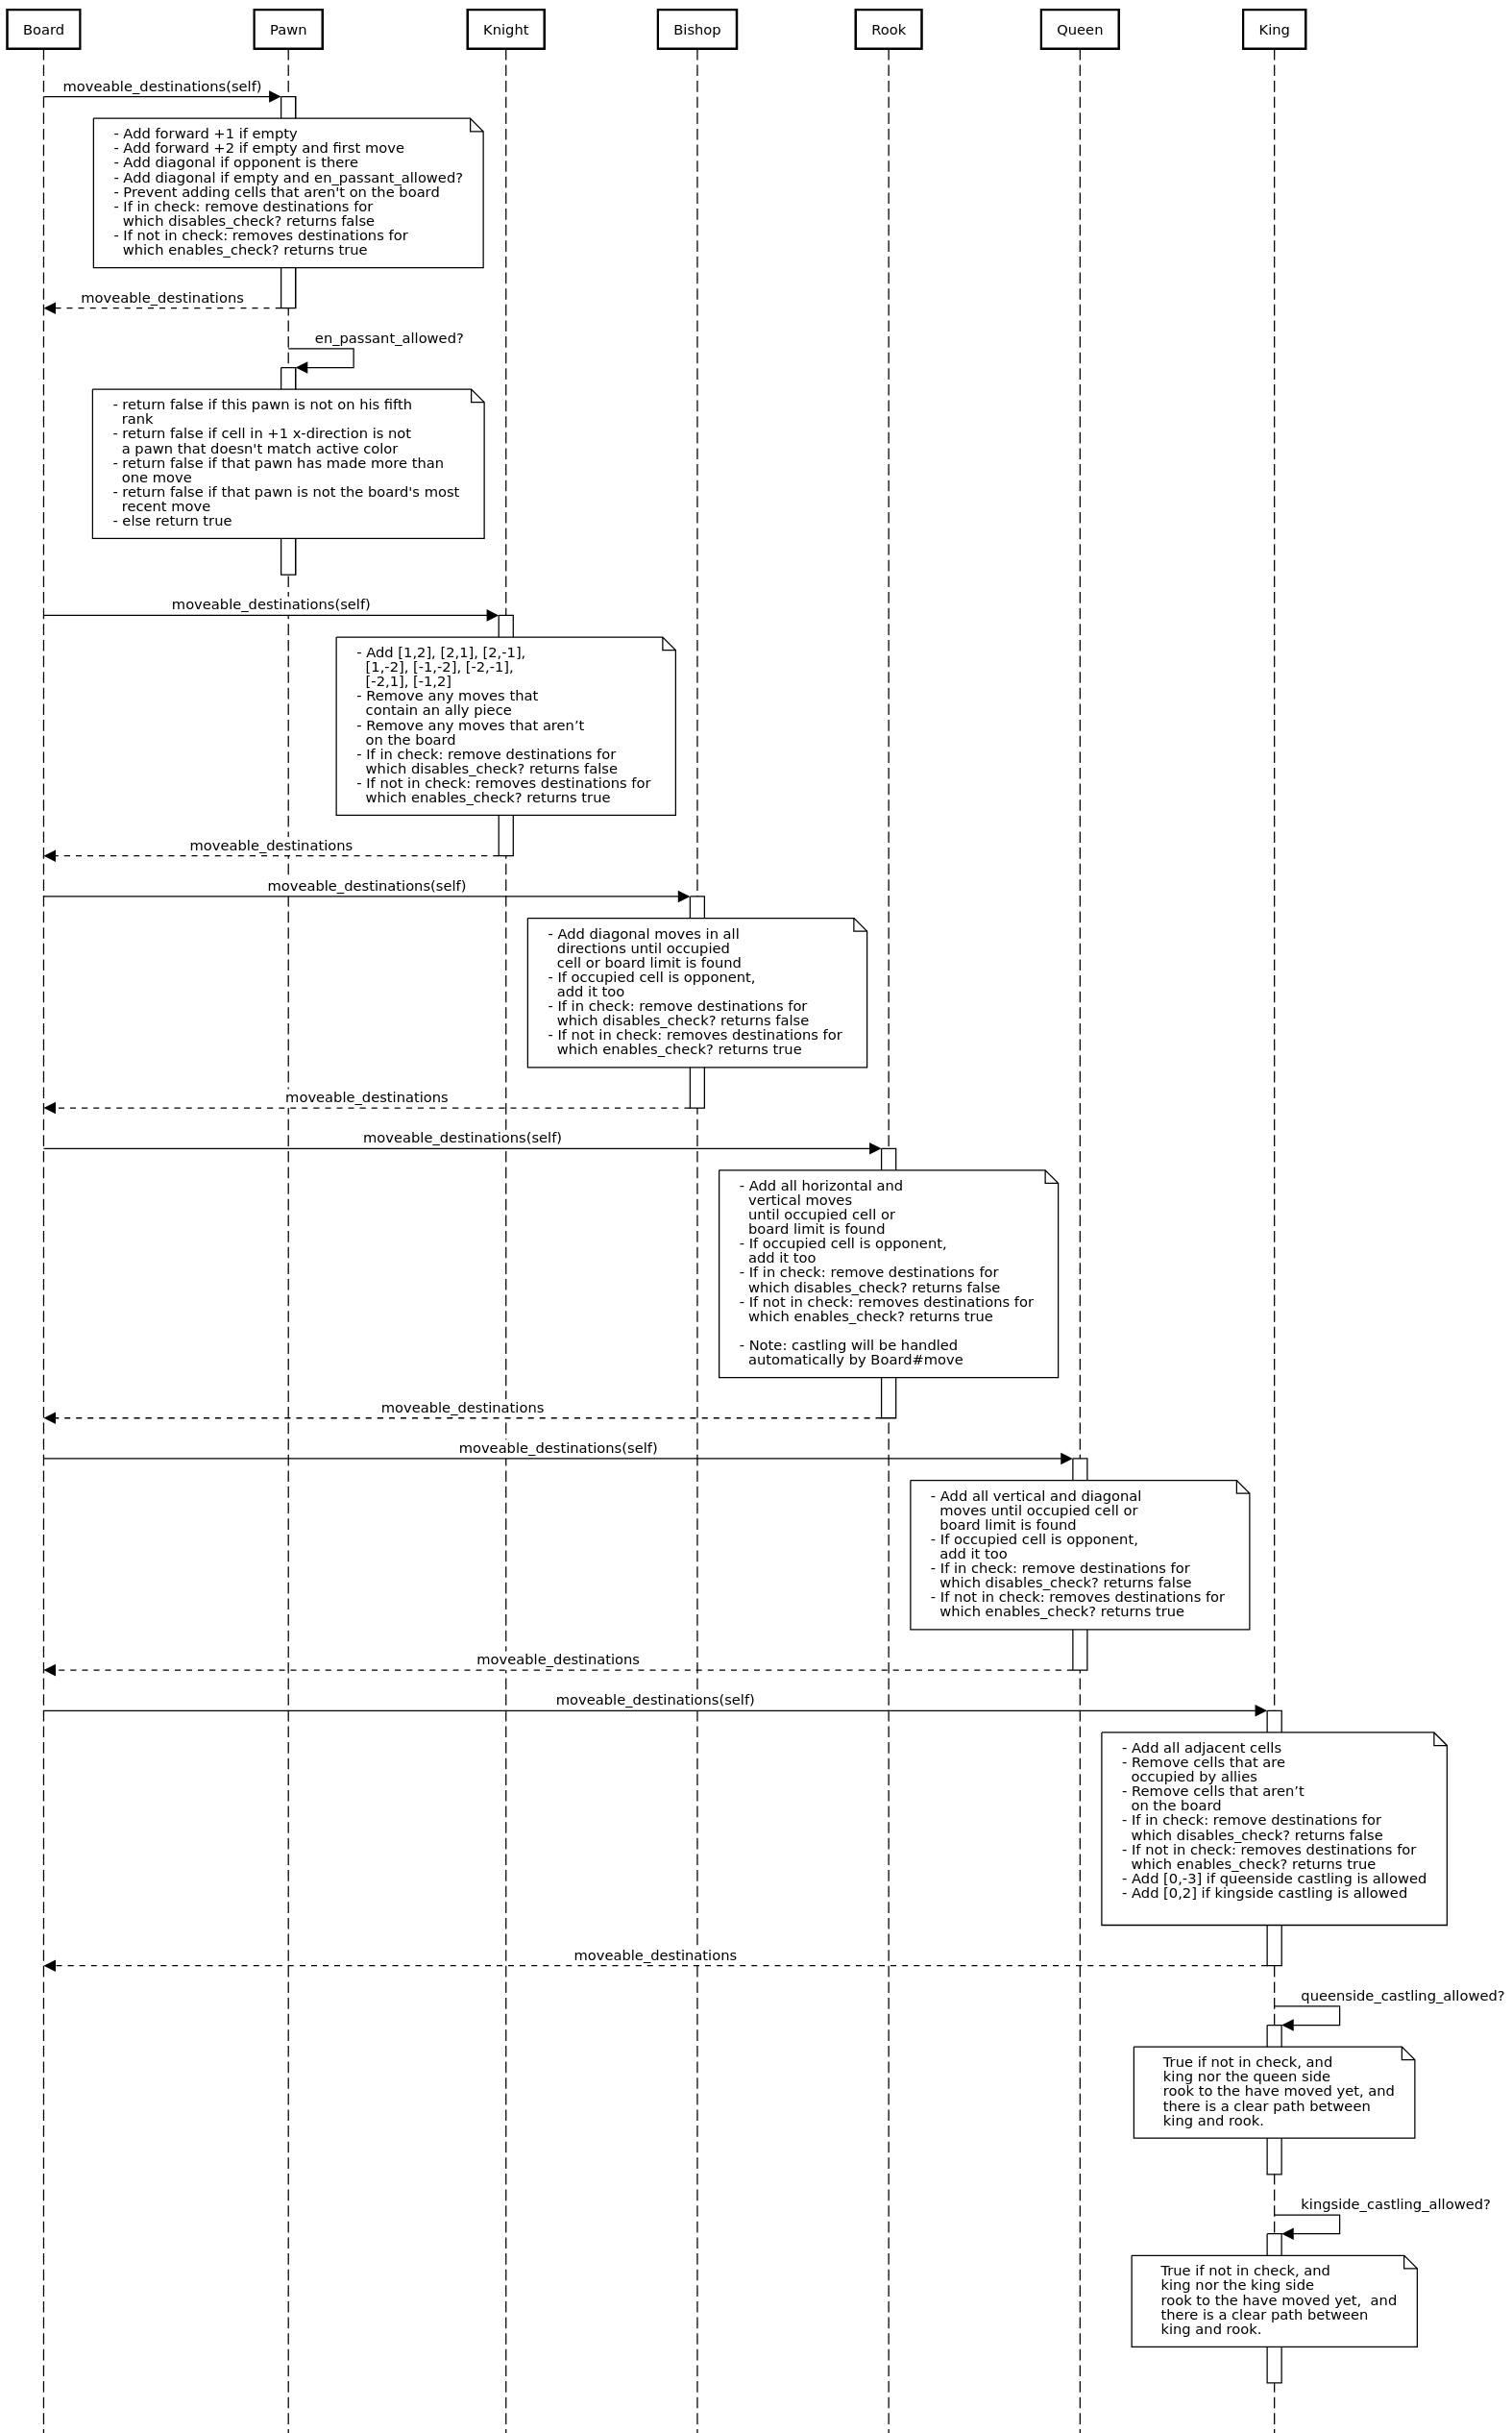 Board
Pawn
Knight
Bishop
Rook
Queen
King
moveable_destinations(self)
- Add forward +1 if empty
- Add forward +2 if empty and first move
- Add diagonal if opponent is there
- Add diagonal if empty and en_passant_allowed?
- Prevent adding cells that aren't on the board
- If in check: remove destinations for
which disables_check? returns false
- If not in check: removes destinations for
which enables_check? returns true
moveable_destinations
en_passant_allowed?
- return false if this pawn is not on his fifth
rank
- return false if cell in +1 x-direction is not
a pawn that doesn't match active color
- return false if that pawn has made more than
one move
- return false if that pawn is not the board's most
recent move
- else return true
moveable_destinations(self)
- Add [1,2], [2,1], [2,-1],
[1,-2], [-1,-2], [-2,-1],
[-2,1], [-1,2]
- Remove any moves that
contain an ally piece
- Remove any moves that aren’t
on the board
- If in check: remove destinations for
which disables_check? returns false
- If not in check: removes destinations for
which enables_check? returns true
moveable_destinations
moveable_destinations(self)
- Add diagonal moves in all
directions until occupied
cell or board limit is found
- If occupied cell is opponent,
add it too
- If in check: remove destinations for
which disables_check? returns false
- If not in check: removes destinations for
which enables_check? returns true
moveable_destinations
moveable_destinations(self)
- Add all horizontal and
vertical moves
until occupied cell or
board limit is found
- If occupied cell is opponent,
add it too
- If in check: remove destinations for
which disables_check? returns false
- If not in check: removes destinations for
which enables_check? returns true
- Note: castling will be handled
automatically by Board#move
moveable_destinations
moveable_destinations(self)
- Add all vertical and diagonal
moves until occupied cell or
board limit is found
- If occupied cell is opponent,
add it too
- If in check: remove destinations for
which disables_check? returns false
- If not in check: removes destinations for
which enables_check? returns true
moveable_destinations
moveable_destinations(self)
- Add all adjacent cells
- Remove cells that are
occupied by allies
- Remove cells that aren’t
on the board
- If in check: remove destinations for
which disables_check? returns false
- If not in check: removes destinations for
which enables_check? returns true
- Add [0,-3] if queenside castling is allowed
- Add [0,2] if kingside castling is allowed
moveable_destinations
queenside_castling_allowed?
True if not in check, and
king nor the queen side
rook to the have moved yet, and
there is a clear path between
king and rook.
kingside_castling_allowed?
True if not in check, and
king nor the king side
rook to the have moved yet,  and
there is a clear path between
king and rook.